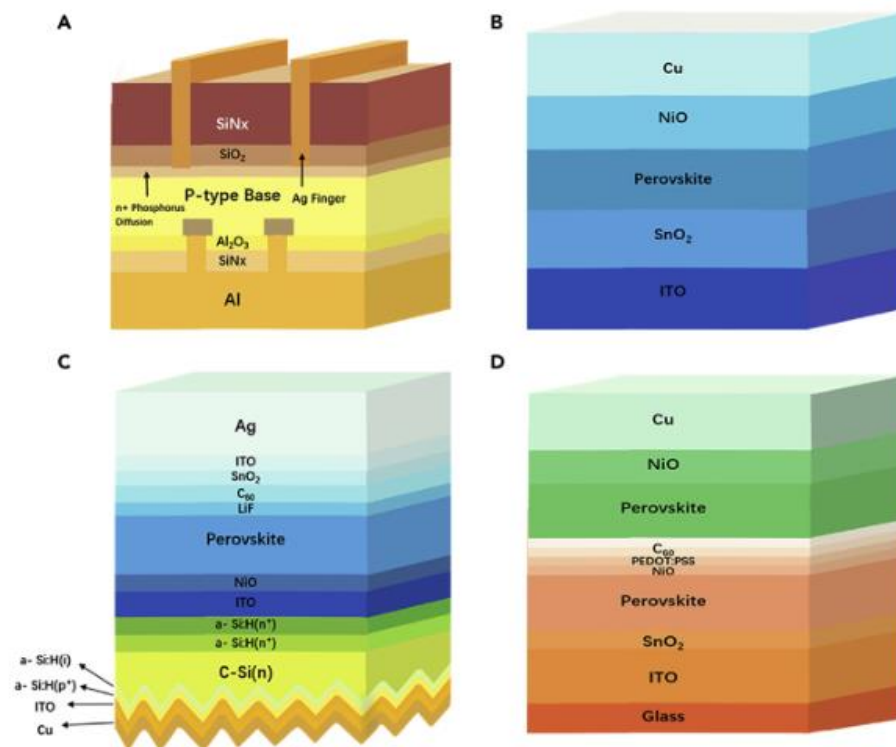 A
SiNx
SiO₂
P-type Base
n+ Phosphorus
Diffusion
Ag Finger
Al₂O₃
SiNx
Al
B
Cu
NiO
Perovskite
SnO₂
ITO
C
Ag
ITO
SnO₂
C₆₀
LiF
Perovskite
NiO
ITO
a- Si:H(n⁺)
a- Si:H(n⁺)
C-Si(n)
a- Si:H(i)
a- Si:H(p⁺)
ITO
Cu
D
Cu
NiO
Perovskite
C₆₀
PEDOT:PSS
NiO
Perovskite
SnO₂
ITO
Glass